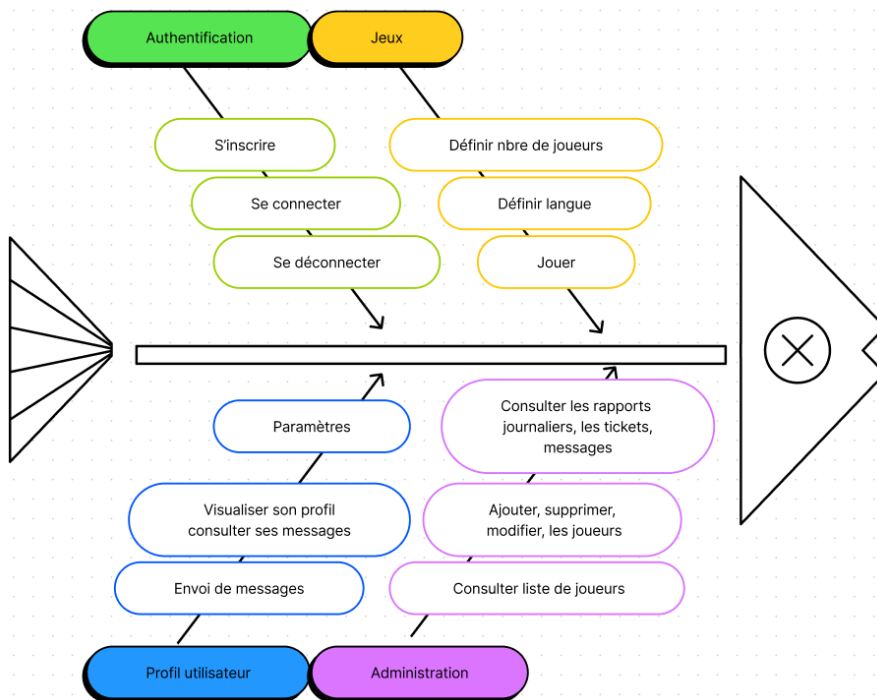 Authentification
Jeux
S'inscrire
Définir nbre de joueurs
Se connecter
Définir langue
Se déconnecter
Jouer
Paramètres
Consulter les rapports
journaliers, les tickets,
messages
Visualiser son profil
consulter ses messages
Ajouter, supprimer,
modifier, les joueurs
Envoi de messages
Consulter liste de joueurs
Profil utilisateur
Administration